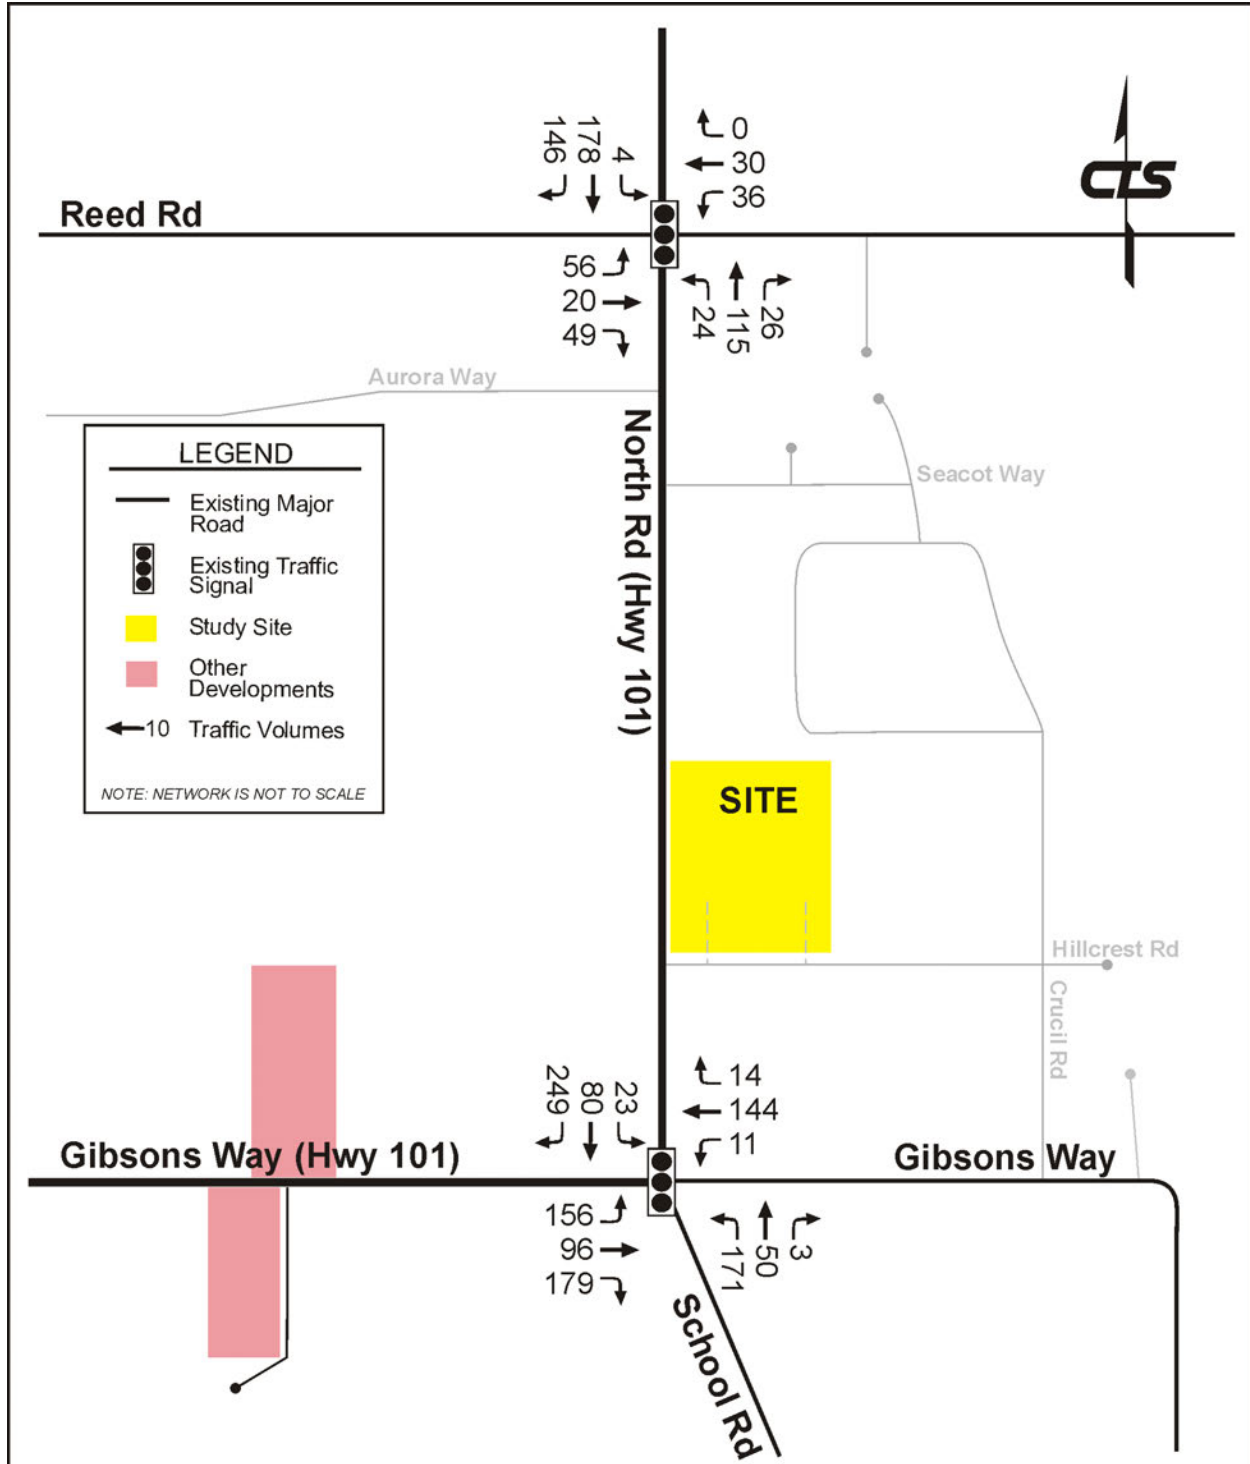 146
178
4
0
30
36
CTS
Reed Rd
56
20
49
24
115
26
Aurora Way
North Rd (Hwy 101)
Seacot Way
LEGEND
Existing Major
Road
Existing Traffic
Signal
Study Site
Other
Developments
10 Traffic Volumes
NOTE: NETWORK IS NOT TO SCALE
SITE
Hillcrest Rd
Crucil Rd
249
80
23
14
144
11
Gibsons Way (Hwy 101)
Gibsons Way
156
96
179
171
50
3
School Rd